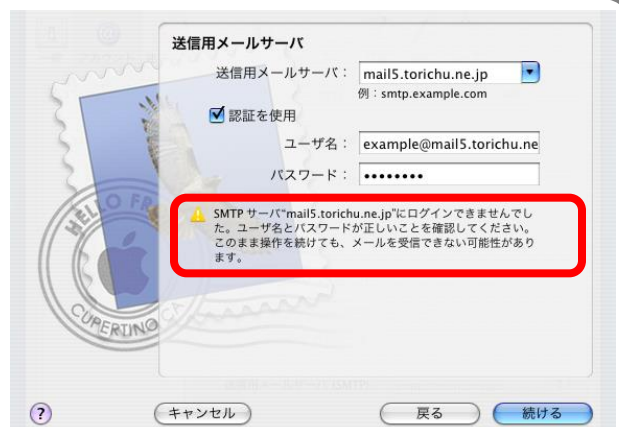 送信用メールサーバ
送信用メールサーバ： mail5.torichu.ne.jp
例：smtp.example.com
認証を使用
ユーザ名： example@mail5.torichu.ne
パスワード： ••••••••
SMTP サーバ“mail5.torichu.ne.jp”にログインできませんでし
た。ユーザ名とパスワードが正しいことを確認してください。
このまま操作を続けても、メールを受信できない可能性があり
ます。
HELLO FR
CUPERTINO
? キャンセル 戻る 続ける